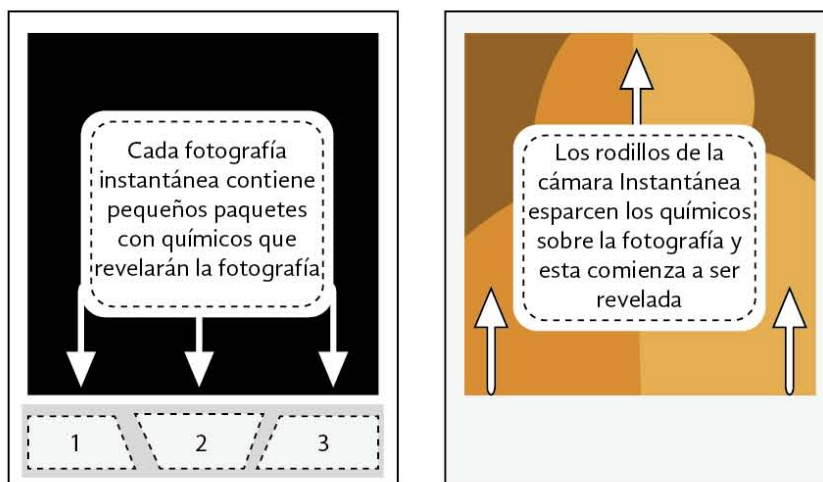 Cada fotografía
instantánea contiene
pequeños paquetes
con químicos que
revelarán la fotografía
1 2 3
Los rodillos de la
cámara Instantánea
esparcen los químicos
sobre la fotografía y
esta comienza a ser
revelada